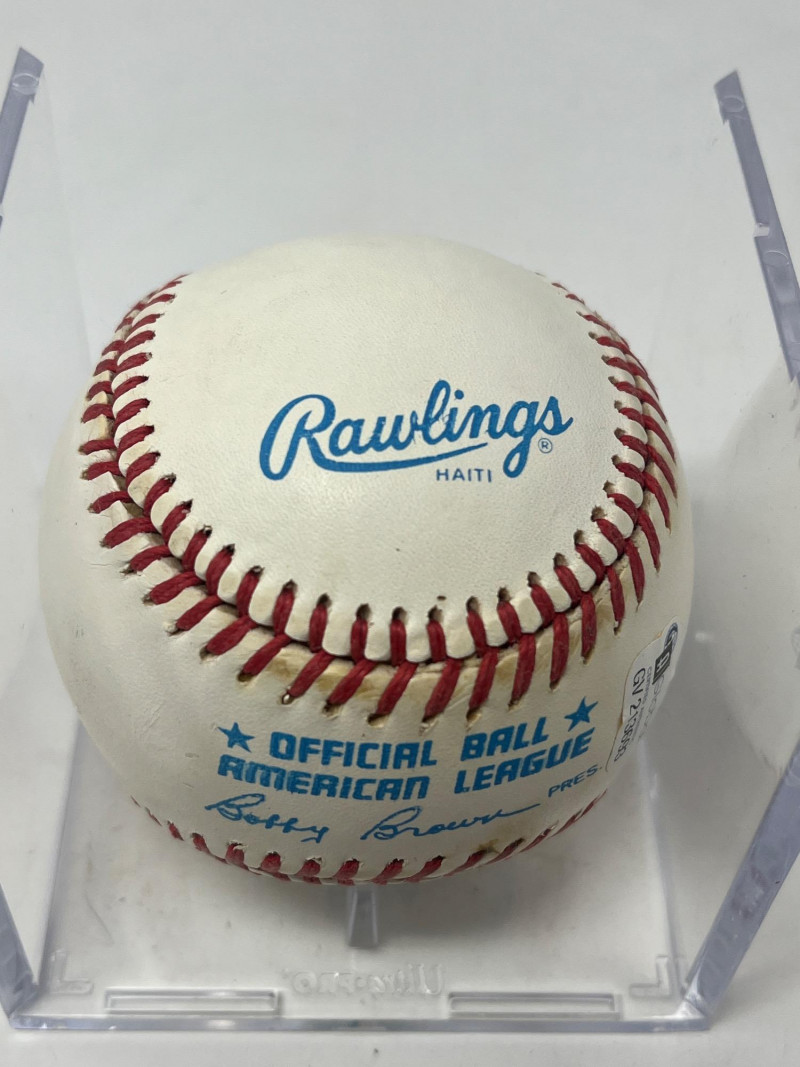 Rawlings®
HAITI
★ OFFICIAL BALL ★
AMERICAN LEAGUE
Bobby Brown PRES.